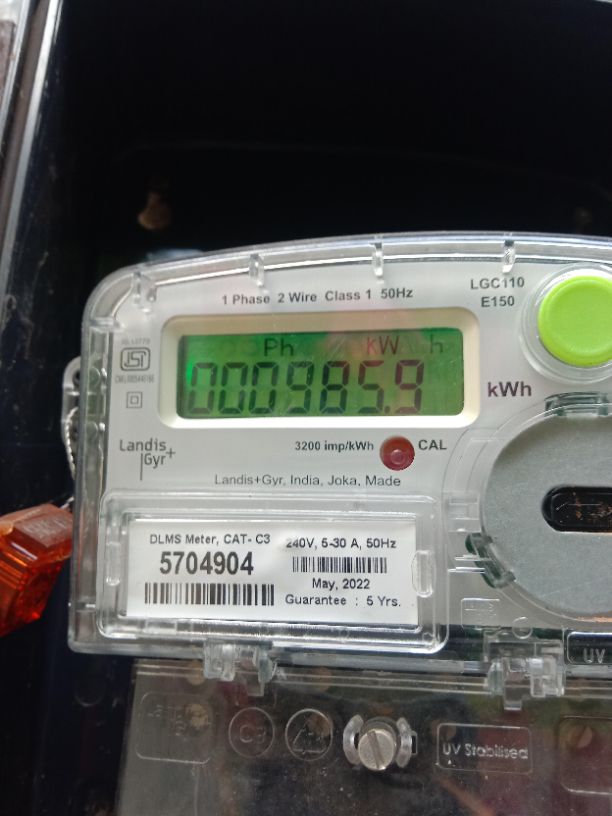 LGC110
E150
1 Phase 2 Wire Class 1 50Hz
Ph kW h
000985.9
kWh
ISI
Landis
Gyr+
3200 imp/kWh
CAL
Landis+Gyr, India, Joka, Made
DLMS Meter, CAT- C3
5704904
240V, 5-30 A, 50Hz
May, 2022
Guarantee : 5 Yrs.
UV
C3
UV Stabilised